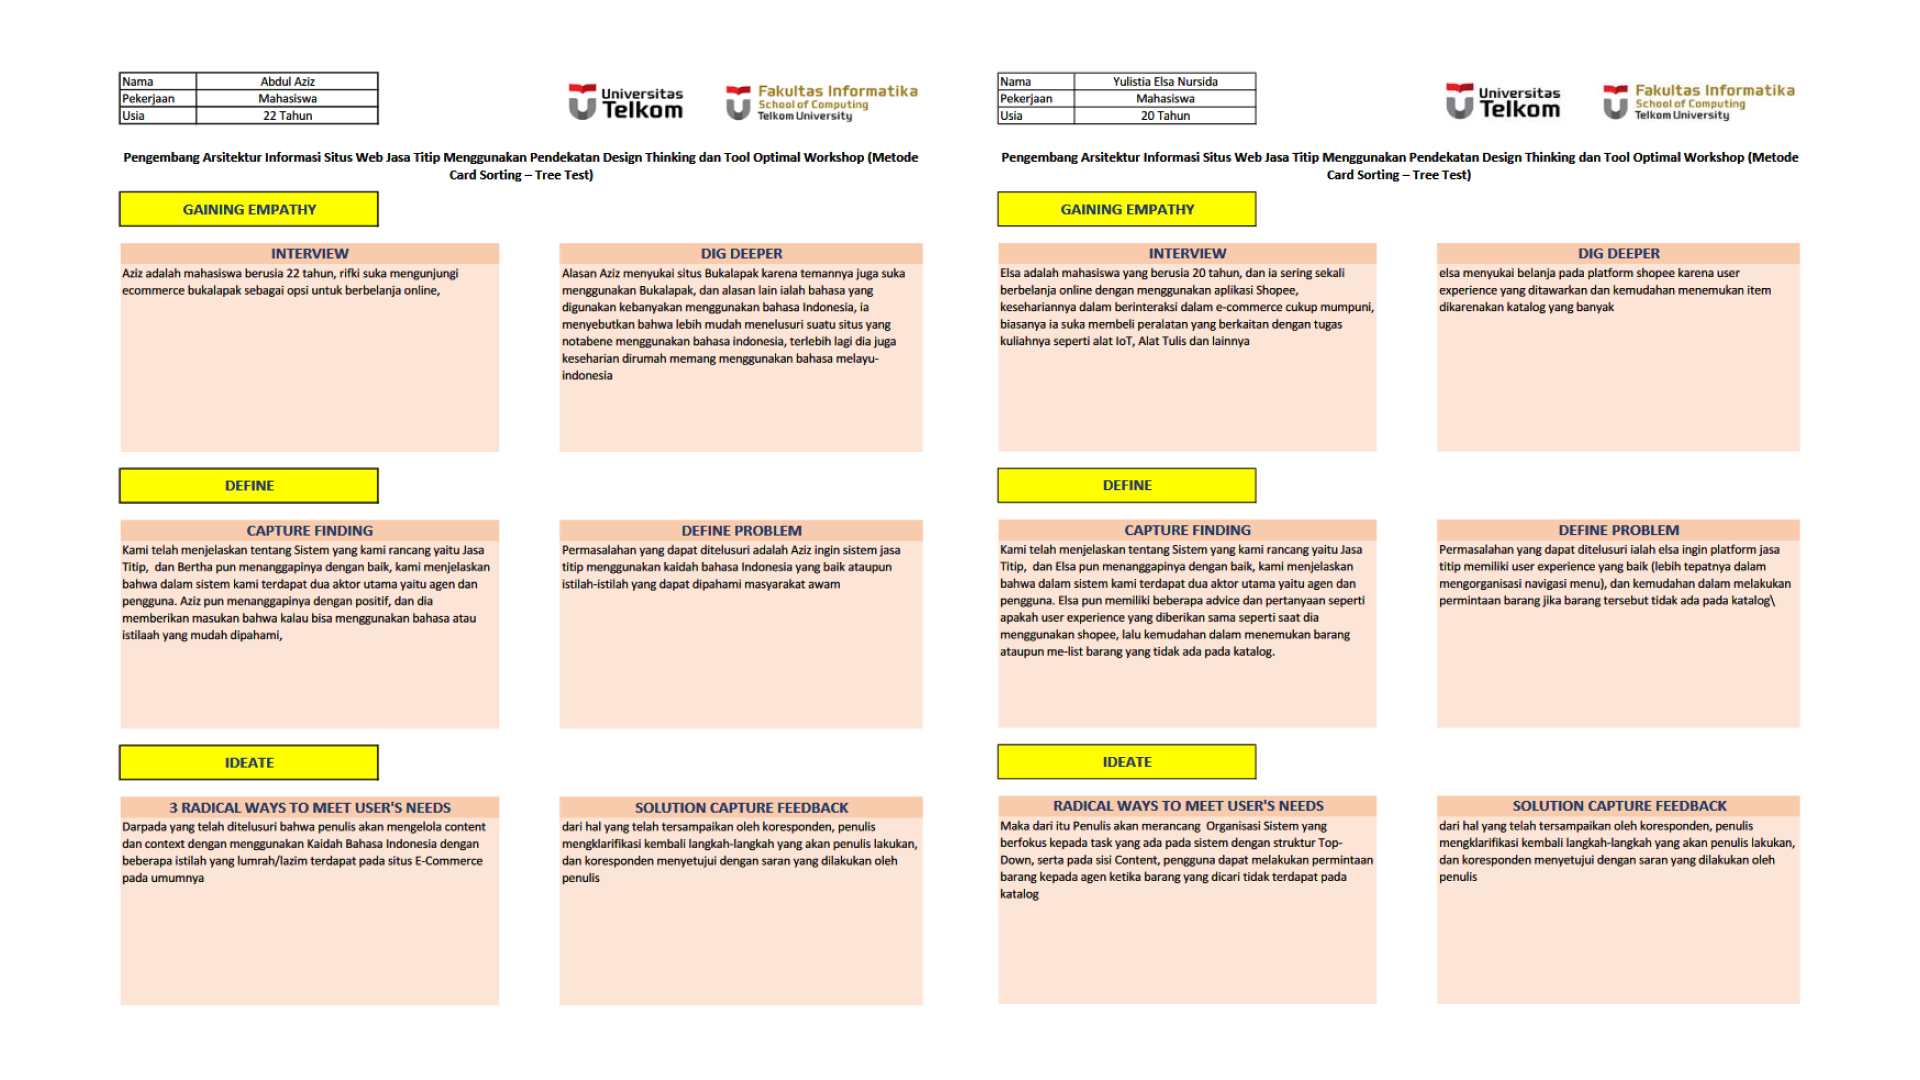 Nama Abdul Aziz
Pekerjaan Mahasiswa
Usia 22 Tahun
Universitas
Telkom
Fakultas Informatika
School of Computing
Telkom University
Pengembang Arsitektur Informasi Situs Web Jasa Titip Menggunakan Pendekatan Design Thinking dan Tool Optimal Workshop (Metode
Card Sorting – Tree Test)
GAINING EMPATHY
INTERVIEW
Aziz adalah mahasiswa berusia 22 tahun, rifki suka mengunjungi
ecommerce bukalapak sebagai opsi untuk berbelanja online,
DIG DEEPER
Alasan Aziz menyukai situs Bukalapak karena temannya juga suka
menggunakan Bukalapak, dan alasan lain ialah bahasa yang
digunakan kebanyakan menggunakan bahasa Indonesia, ia
menyebutkan bahwa lebih mudah menelusuri suatu situs yang
notabene menggunakan bahasa indonesia, terlebih lagi dia juga
keseharian dirumah memang menggunakan bahasa melayu-
indonesia
DEFINE
CAPTURE FINDING
Kami telah menjelaskan tentang Sistem yang kami rancang yaitu Jasa
Titip,  dan Bertha pun menanggapinya dengan baik, kami menjelaskan
bahwa dalam sistem kami terdapat dua aktor utama yaitu agen dan
pengguna. Aziz pun menanggapinya dengan positif, dan dia
memberikan masukan bahwa kalau bisa menggunakan bahasa atau
istilaah yang mudah dipahami,
DEFINE PROBLEM
Permasalahan yang dapat ditelusuri adalah Aziz ingin sistem jasa
titip menggunakan kaidah bahasa Indonesia yang baik ataupun
istilah-istilah yang dapat dipahami masyarakat awam
IDEATE
3 RADICAL WAYS TO MEET USER'S NEEDS
Darpada yang telah ditelusuri bahwa penulis akan mengelola content
dan context dengan menggunakan Kaidah Bahasa Indonesia dengan
beberapa istilah yang lumrah/lazim terdapat pada situs E-Commerce
pada umumnya
SOLUTION CAPTURE FEEDBACK
dari hal yang telah tersampaikan oleh koresponden, penulis
mengklarifikasi kembali langkah-langkah yang akan penulis lakukan,
dan koresponden menyetujui dengan saran yang dilakukan oleh
penulis
Nama Yulistia Elsa Nursida
Pekerjaan Mahasiswa
Usia 20 Tahun
Universitas
Telkom
Fakultas Informatika
School of Computing
Telkom University
Pengembang Arsitektur Informasi Situs Web Jasa Titip Menggunakan Pendekatan Design Thinking dan Tool Optimal Workshop (Metode
Card Sorting – Tree Test)
GAINING EMPATHY
INTERVIEW
Elsa adalah mahasiswa yang berusia 20 tahun, dan ia sering sekali
berbelanja online dengan menggunakan aplikasi Shopee,
kesehariannya dalam berinteraksi dalam e-commerce cukup mumpuni,
biasanya ia suka membeli peralatan yang berkaitan dengan tugas
kuliahnya seperti alat IoT, Alat Tulis dan lainnya
DIG DEEPER
elsa menyukai belanja pada platform shopee karena user
experience yang ditawarkan dan kemudahan menemukan item
dikarenakan katalog yang banyak
DEFINE
CAPTURE FINDING
Kami telah menjelaskan tentang Sistem yang kami rancang yaitu Jasa
Titip,  dan Elsa pun menanggapinya dengan baik, kami menjelaskan
bahwa dalam sistem kami terdapat dua aktor utama yaitu agen dan
pengguna. Elsa pun memiliki beberapa advice dan pertanyaan seperti
apakah user experience yang diberikan sama seperti saat dia
menggunakan shopee, lalu kemudahan dalam menemukan barang
ataupun me-list barang yang tidak ada pada katalog.
DEFINE PROBLEM
Permasalahan yang dapat ditelusuri ialah elsa ingin platform jasa
titip memiliki user experience yang baik (lebih tepatnya dalam
mengorganisasi navigasi menu), dan kemudahan dalam melakukan
permintaan barang jika barang tersebut tidak ada pada katalog\
IDEATE
RADICAL WAYS TO MEET USER'S NEEDS
Maka dari itu Penulis akan merancang  Organisasi Sistem yang
berfokus kepada task yang ada pada sistem dengan struktur Top-
Down, serta pada sisi Content, pengguna dapat melakukan permintaan
barang kepada agen ketika barang yang dicari tidak terdapat pada
katalog
SOLUTION CAPTURE FEEDBACK
dari hal yang telah tersampaikan oleh koresponden, penulis
mengklarifikasi kembali langkah-langkah yang akan penulis lakukan,
dan koresponden menyetujui dengan saran yang dilakukan oleh
penulis